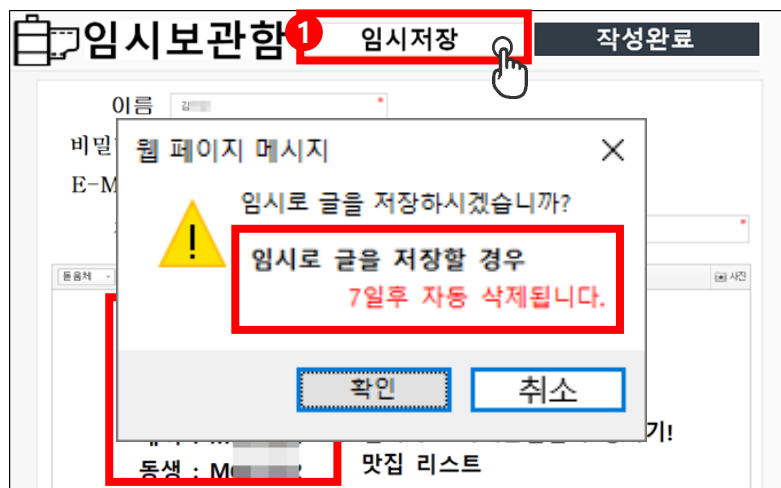 임시보관함
1
임시저장
작성완료
이름
김
비밀
E-M
웹 페이지 메시지
임시로 글을 저장하시겠습니까?
임시로 글을 저장할 경우
7일후 자동 삭제됩니다.
돋움체
사진
확인
취소
기!
동생 : M
맛집 리스트